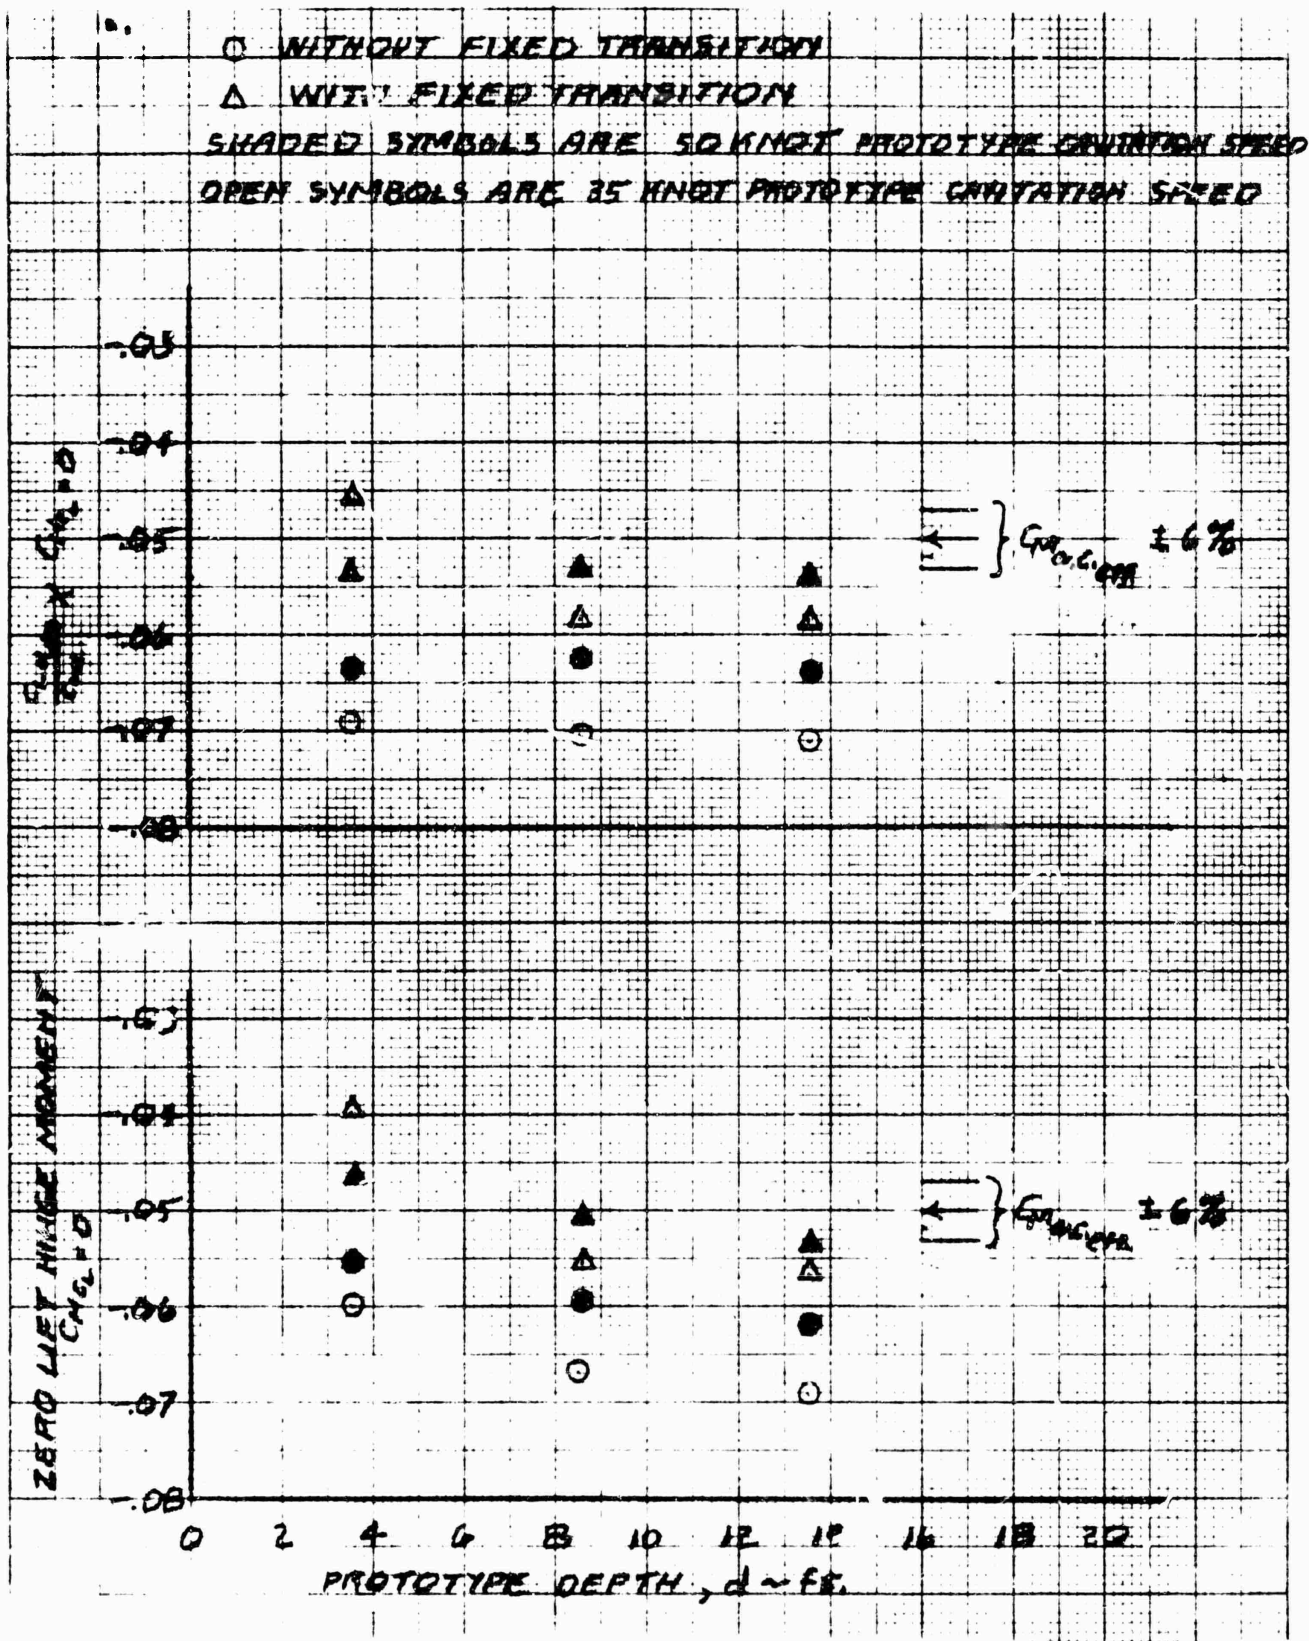 ○ WITHOUT FIXED TRANSITION
△ WITH FIXED TRANSITION
SHADED SYMBOLS ARE 50 KNOT PROTOTYPE CAVITATION SPEED
OPEN SYMBOLS ARE 35 KNOT PROTOTYPE CAVITATION SPEED
-.03
-.04
-.05
-.06
-.07
-.08
± 6%
-.03
-.04
-.05
-.06
-.07
-.08
± 6%
ZERO LIFT HINGE MOMENT
= 0
0 2 4 6 8 10 12 14 16 18 20
PROTOTYPE DEPTH, d ~ ft.